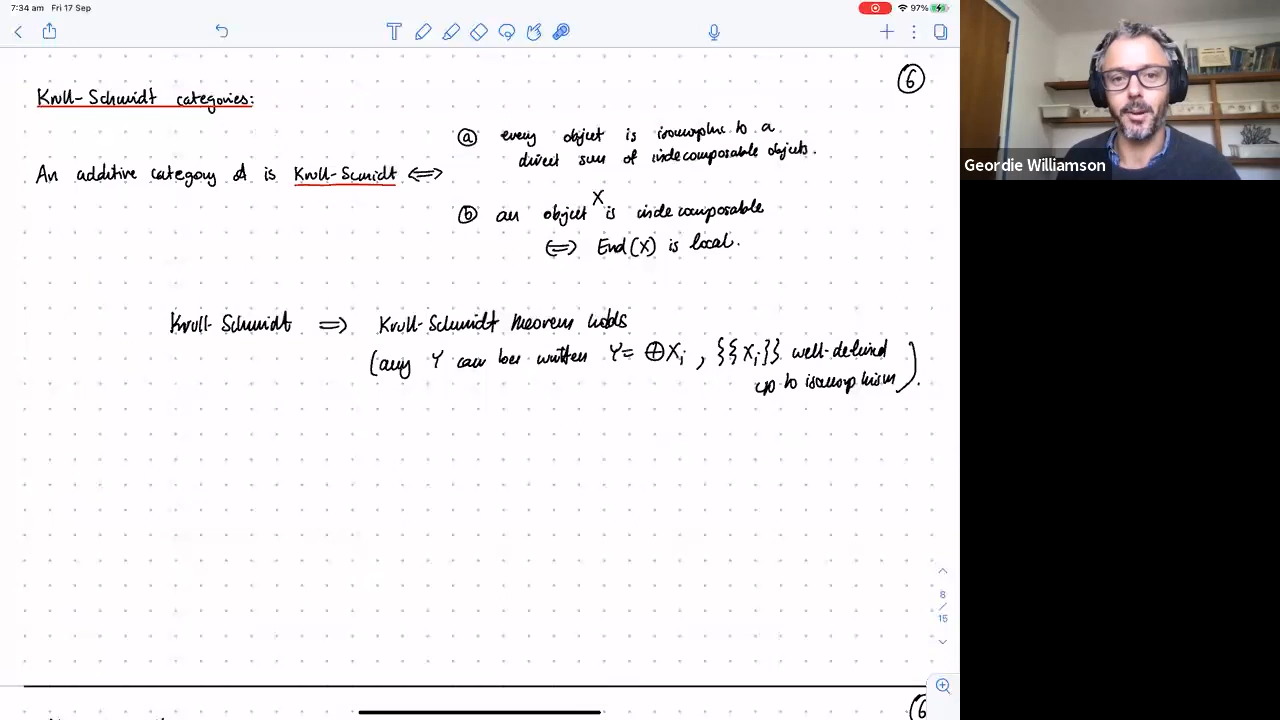 7:34 am Fri 17 Sep
97%
6
Krull-Schmidt categories:
An additive category A is Krull-Scmidt ⟺
(a) every object is isomorphic to a
direct sum of indecomposable objects.
(b) an object X is indecomposable
⟺ End(X) is local.
Krull-Schmidt ⟹ Krull-Schmidt theorem holds
(any Y can be written Y = ⊕Xᵢ, {{Xᵢ}} well-defined
up to isomorphism).
8
/
15
Geordie Williamson